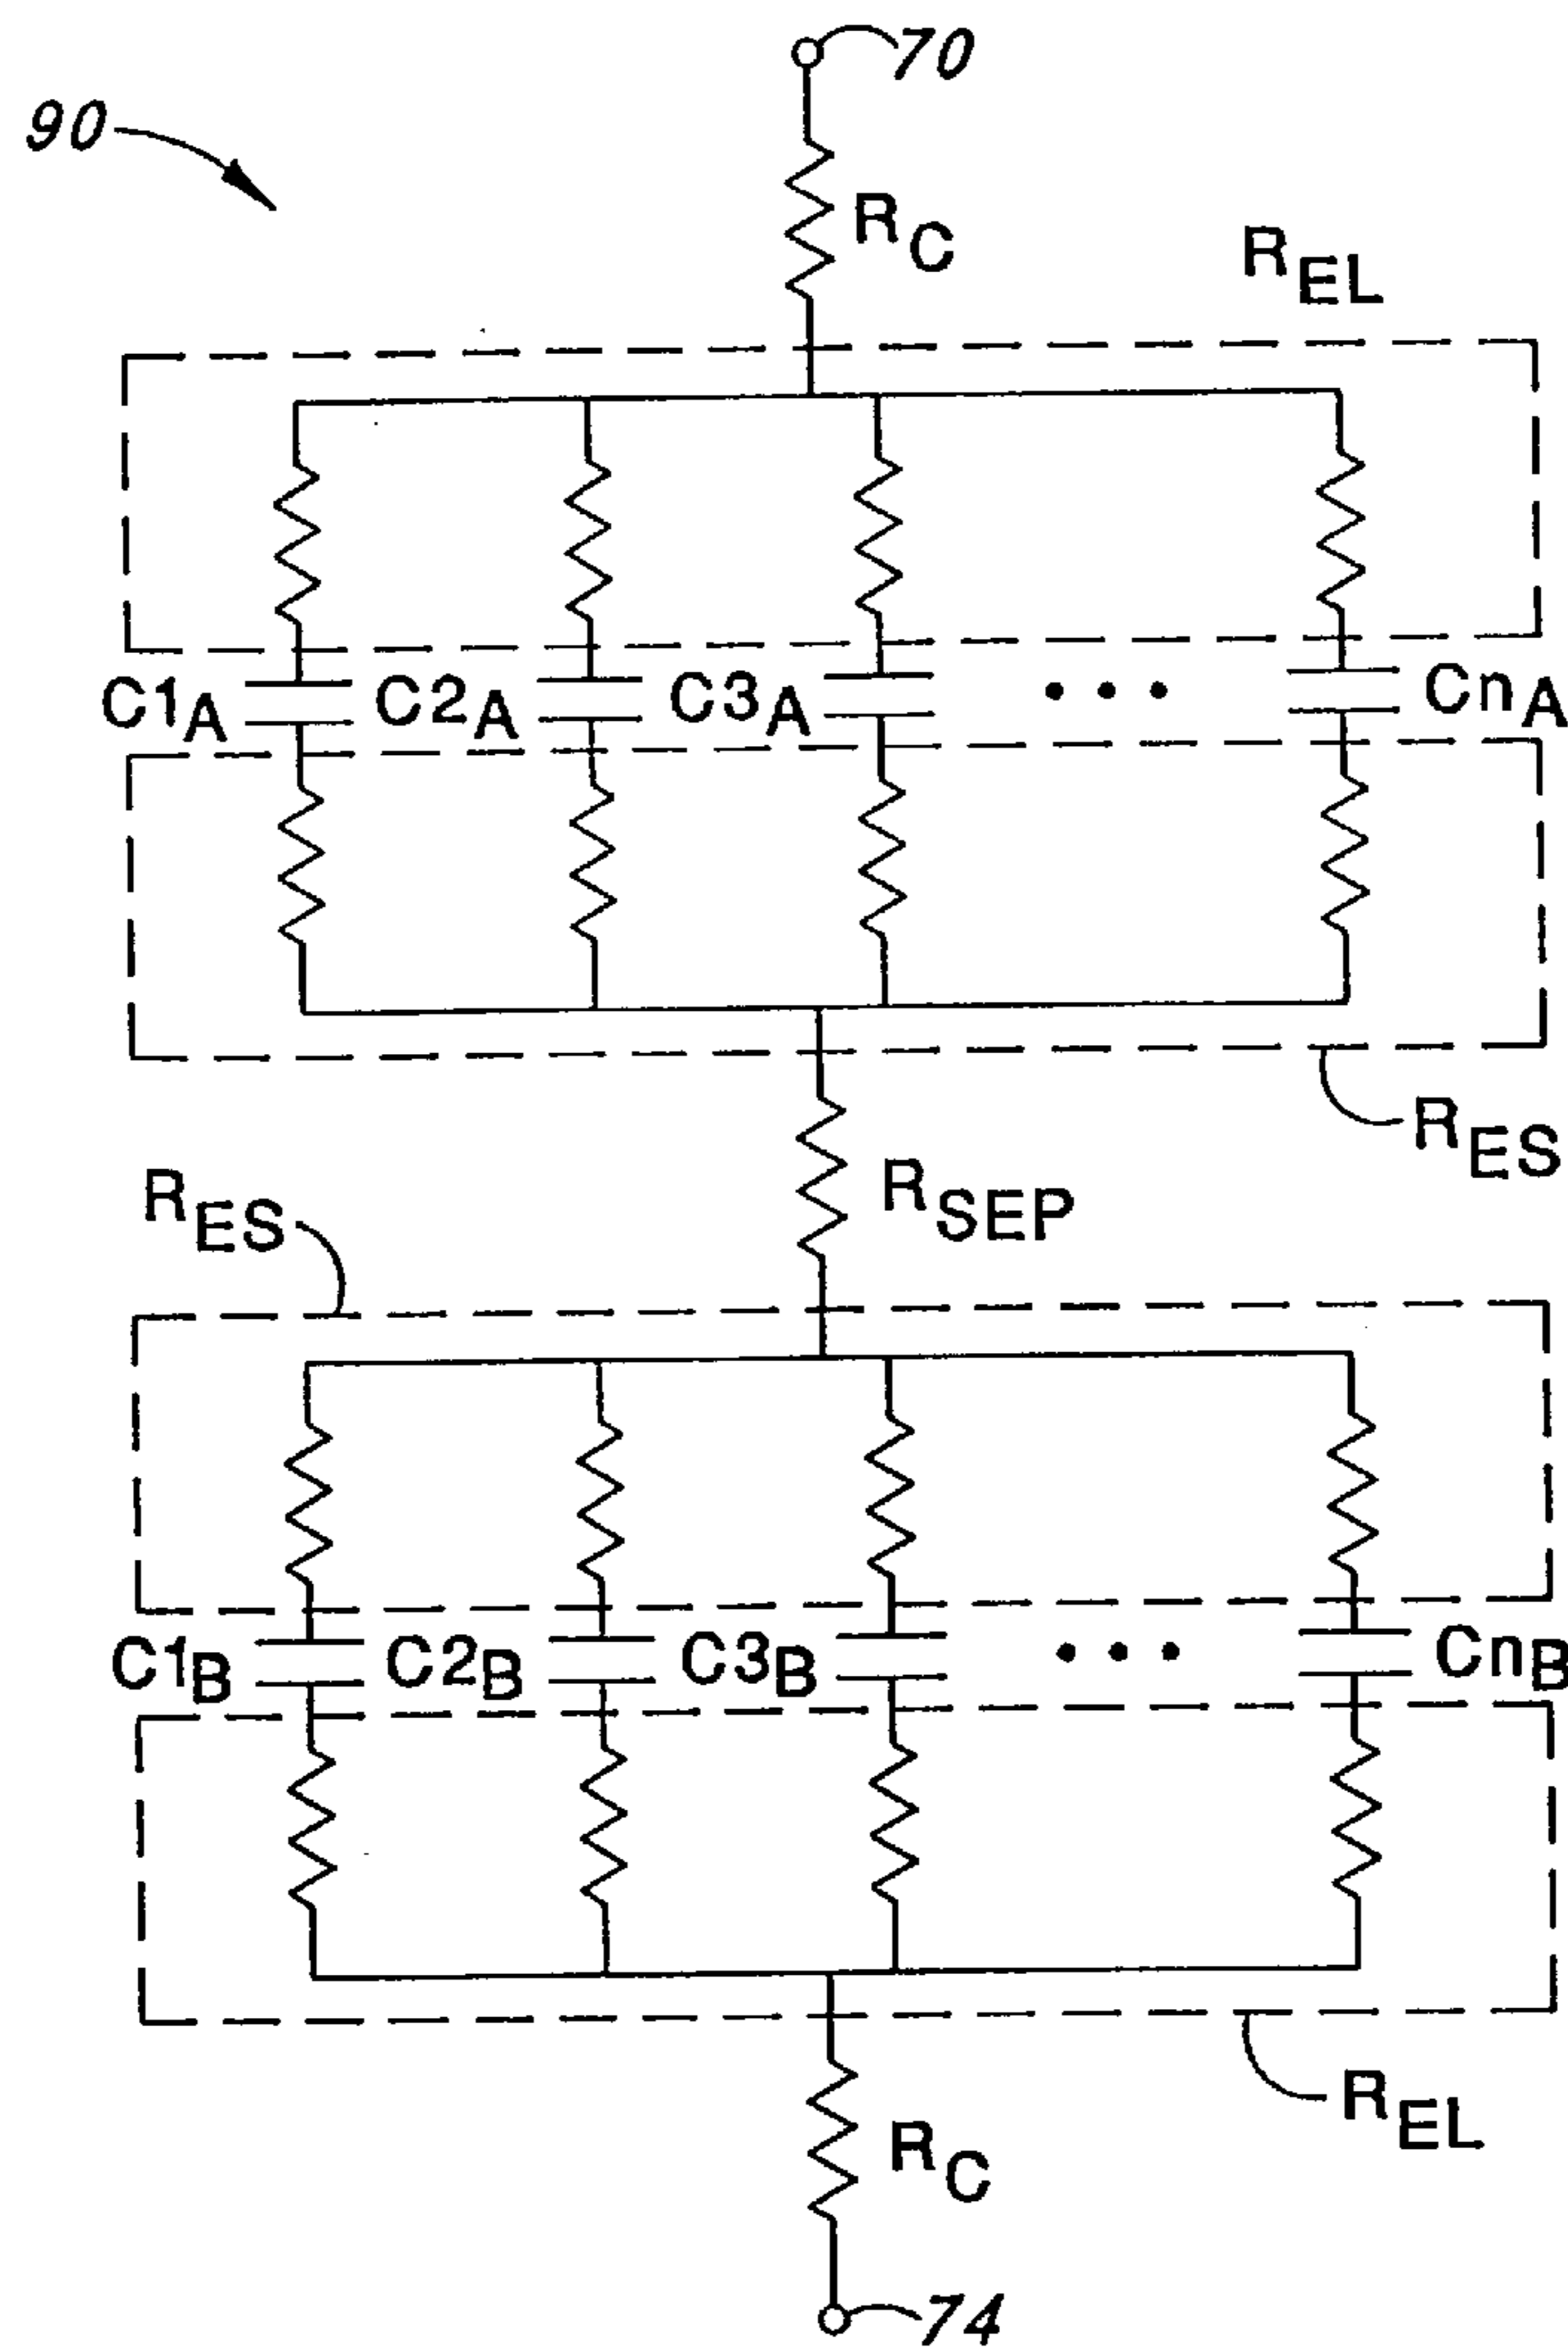 70
90
R_C
R_EL
C1_A C2_A C3_A • • • Cn_A
R_ES
R_SEP
R_ES
C1_B C2_B C3_B • • • Cn_B
R_EL
R_C
74